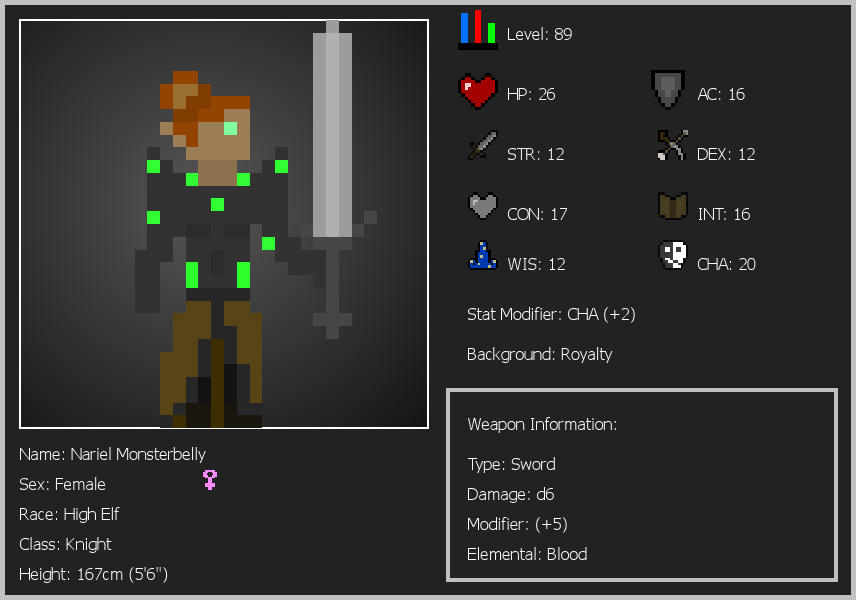 Level: 89
HP: 26
AC: 16
STR: 12
DEX: 12
CON: 17
INT: 16
WIS: 12
CHA: 20
Stat Modifier: CHA (+2)
Background: Royalty
Weapon Information:
Type: Sword
Damage: d6
Modifier: (+5)
Elemental: Blood
Name: Nariel Monsterbelly
Sex: Female
Race: High Elf
Class: Knight
Height: 167cm (5'6")